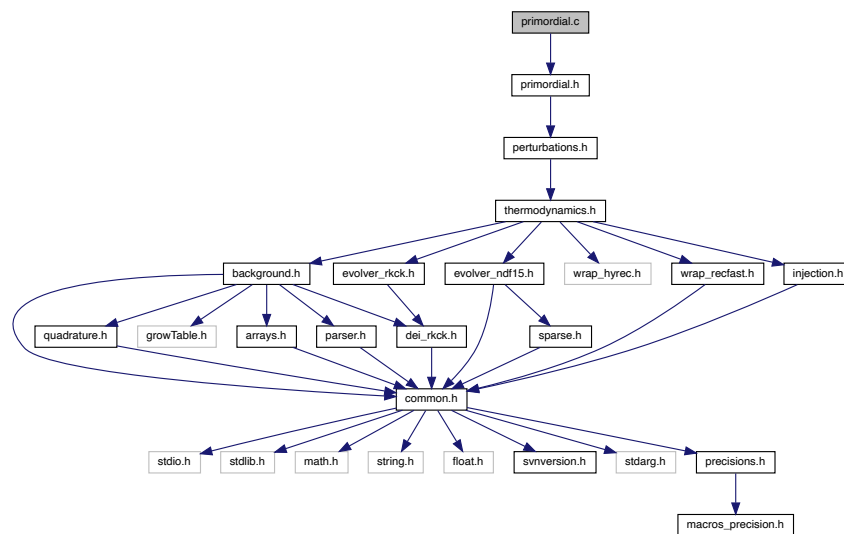 primordial.c
primordial.h
perturbations.h
thermodynamics.h
background.h
evolver_rkck.h
evolver_ndf15.h
wrap_hyrec.h
wrap_recfast.h
injection.h
quadrature.h
growTable.h
arrays.h
parser.h
dei_rkck.h
sparse.h
common.h
stdio.h
stdlib.h
math.h
string.h
float.h
svnversion.h
stdarg.h
precisions.h
macros_precision.h